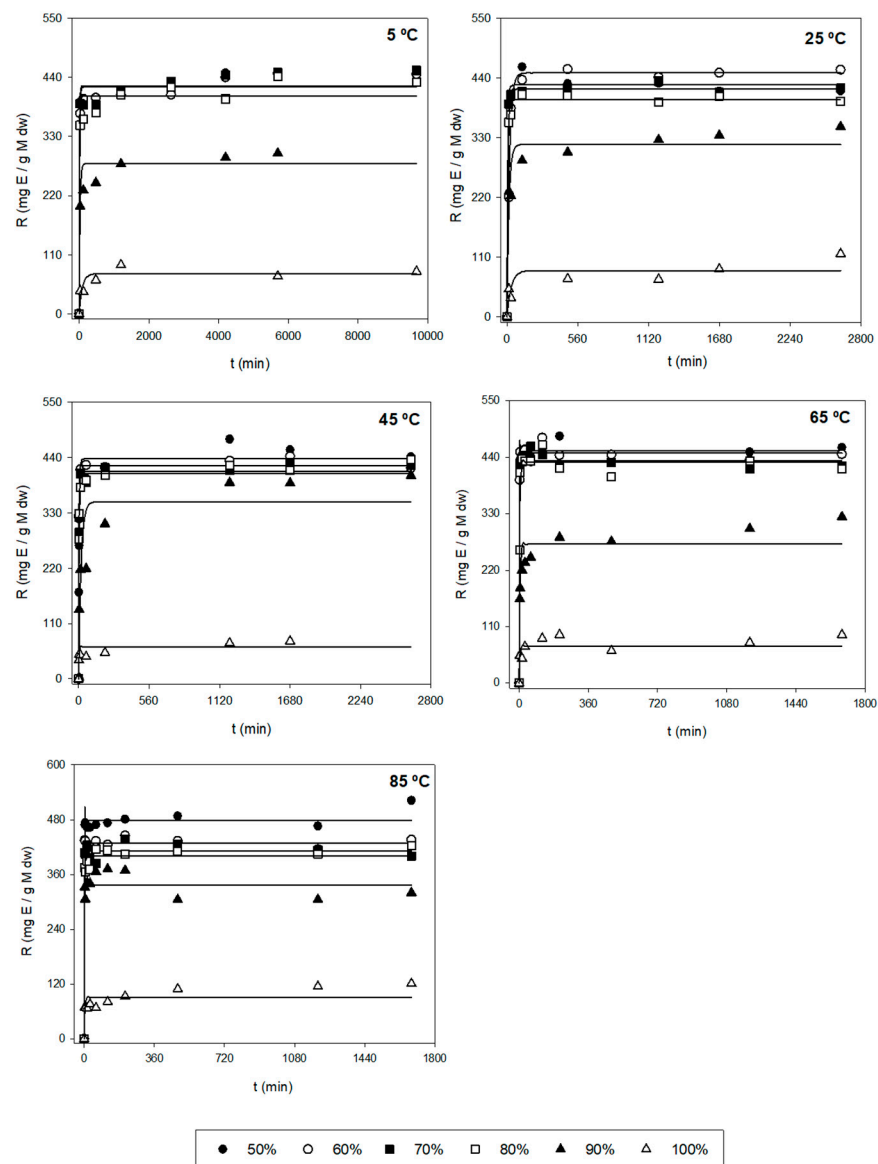 5 ºC
R (mg E / g M dw)
550
440
330
220
110
0
0 2000 4000 6000 8000 10000
t (min)
25 ºC
R (mg E / g M dw)
550
440
330
220
110
0
0 560 1120 1680 2240 2800
t (min)
45 ºC
R (mg E / g M dw)
550
440
330
220
110
0
0 560 1120 1680 2240 2800
t (min)
65 ºC
R (mg E / g M dw)
550
440
330
220
110
0
0 360 720 1080 1440 1800
t (min)
85 ºC
R (mg E / g M dw)
600
480
360
240
120
0
0 360 720 1080 1440 1800
t (min)
50% 60% 70% 80% 90% 100%